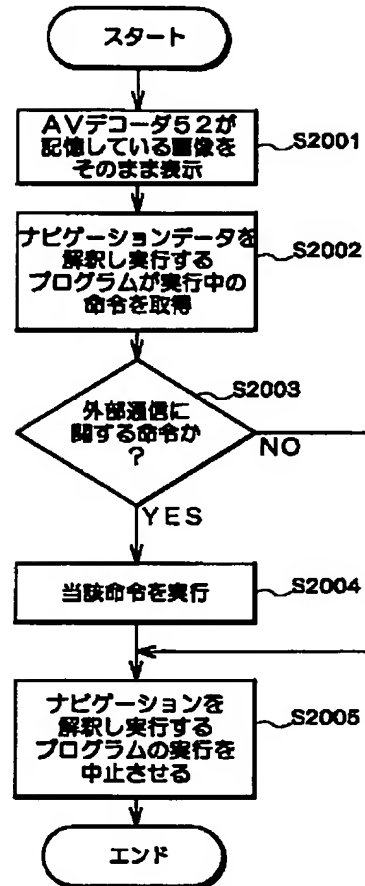 スタート
AVデコーダ52が
記憶している画像を
そのまま表示
S2001
ナビゲーションデータを
解釈し実行する
プログラムが実行中の
命令を取得
S2002
外部通信に
関する命令か
?
S2003
NO
YES
当該命令を実行
S2004
ナビゲーションを
解釈し実行する
プログラムの実行を
中止させる
S2005
エンド